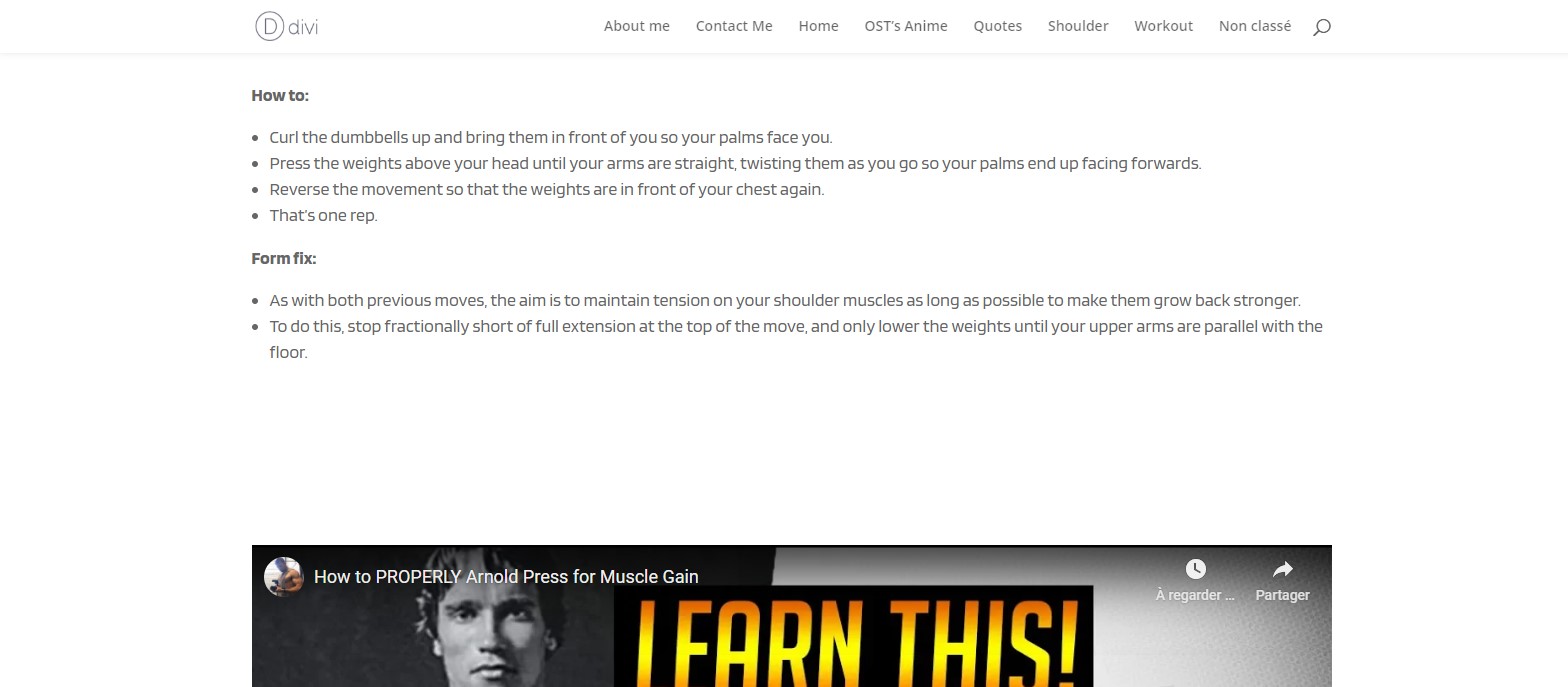 D divi
About me Contact Me Home OST's Anime Quotes Shoulder Workout Non classé
How to:
• Curl the dumbbells up and bring them in front of you so your palms face you.
• Press the weights above your head until your arms are straight, twisting them as you go so your palms end up facing forwards.
• Reverse the movement so that the weights are in front of your chest again.
• That's one rep.
Form fix:
• As with both previous moves, the aim is to maintain tension on your shoulder muscles as long as possible to make them grow back stronger.
• To do this, stop fractionally short of full extension at the top of the move, and only lower the weights until your upper arms are parallel with the
floor.
How to PROPERLY Arnold Press for Muscle Gain
À regarder ... Partager
LEARN THIS!